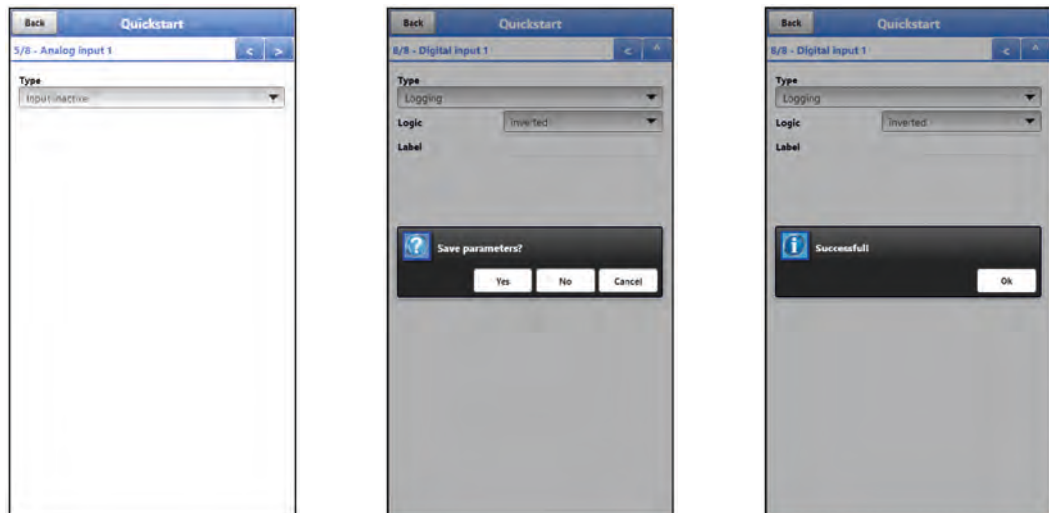 Back Quickstart
5/8 - Analog input 1 < >
Type
Input inactive
Back Quickstart
8/8 - Digital input 1 < ^
Type
Logging
Logic Inverted
Label
Save parameters?
Yes No Cancel
Back Quickstart
8/8 - Digital input 1 < ^
Type
Logging
Logic Inverted
Label
Successfull
Ok